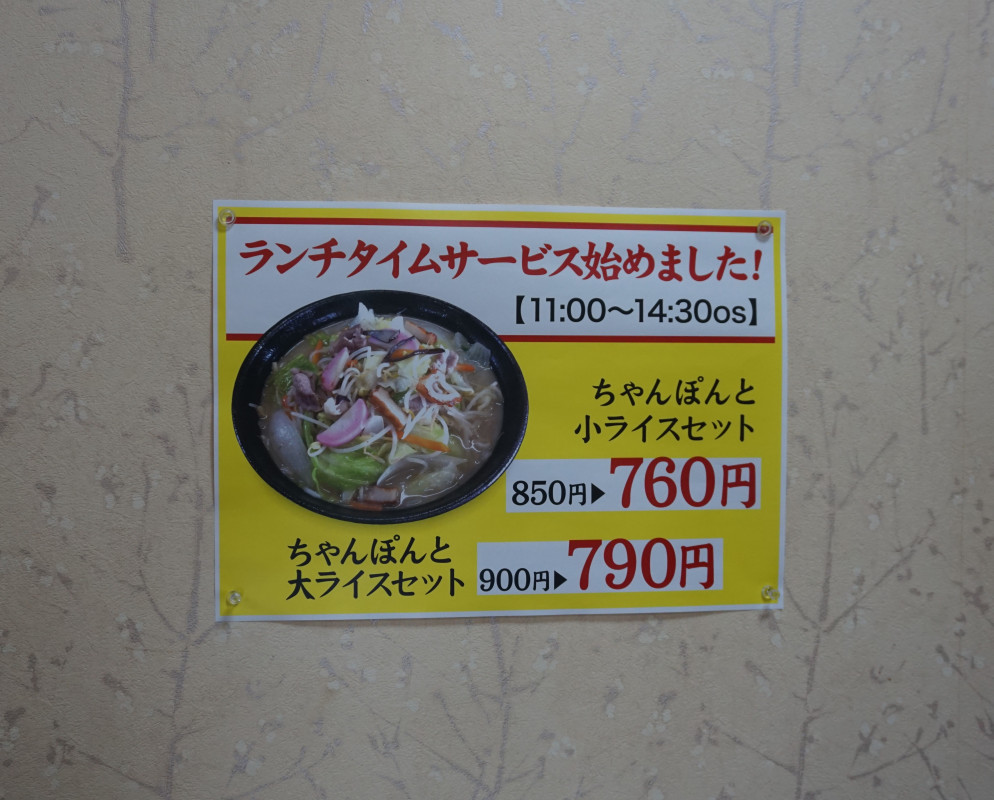 ランチタイムサービス始めました!
【11:00〜14:30os】
ちゃんぽんと
小ライスセット
850円▶760円
ちゃんぽんと
大ライスセット
900円▶790円